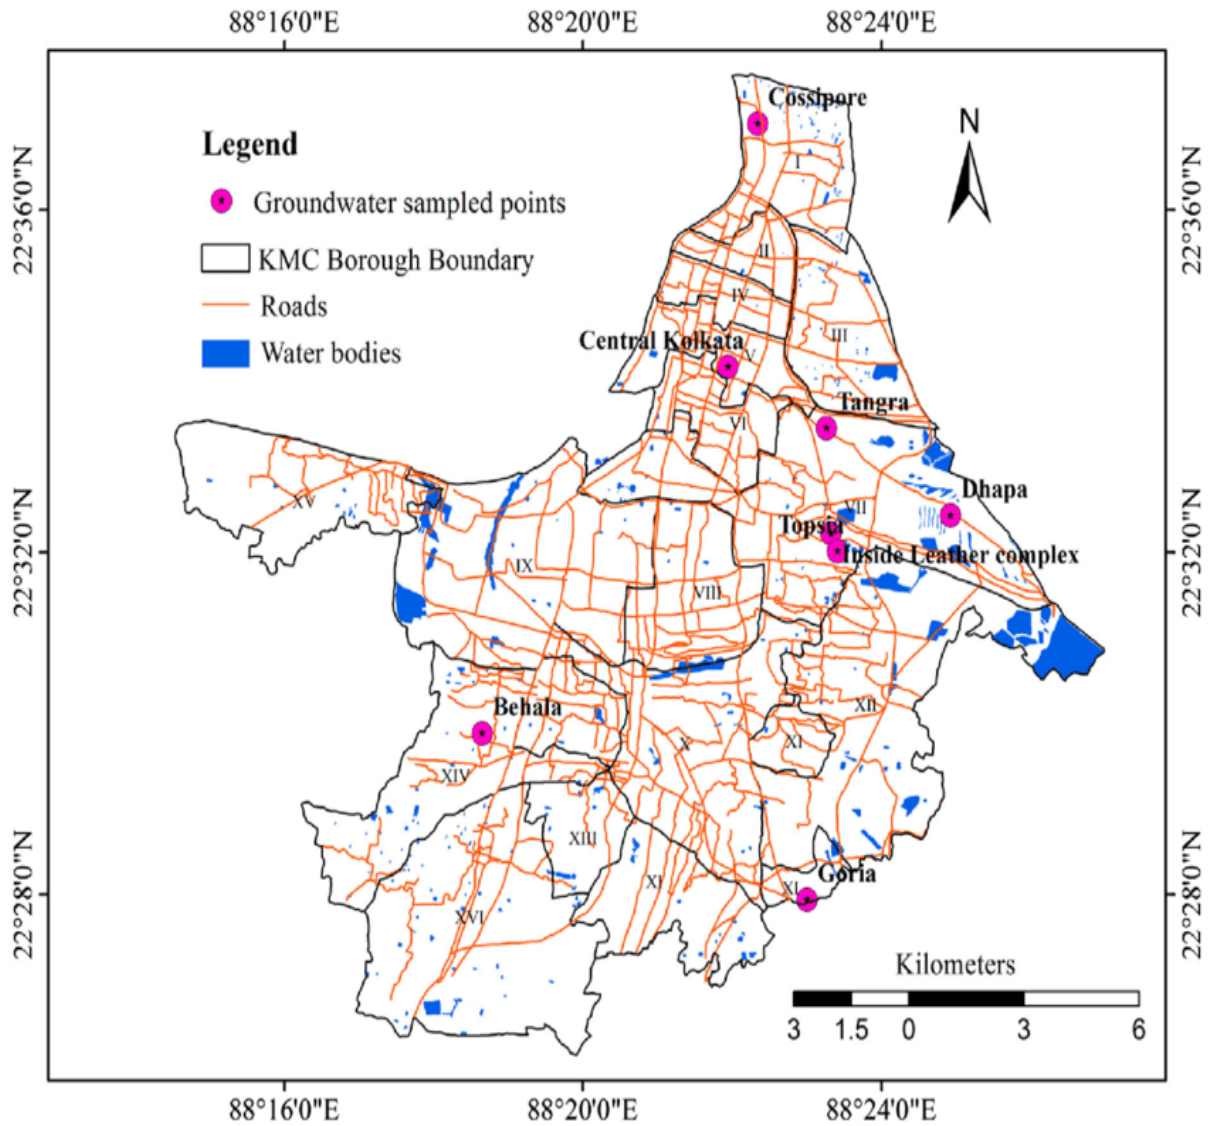 88°16'0"E 88°20'0"E 88°24'0"E
Cossipore
N
Legend
I
22°36'0"N
22°36'0"N
Groundwater sampled points
II
KMC Borough Boundary
IV
Roads
III
Central Kolkata
V
Water bodies
Tangra
VI
Dhapa
XV
VII
Topsia
22°32'0"N
22°32'0"N
Inside Leather complex
IX
VIII
Behala
XII
X
XI
XIV
XIII
Goria
XI
XI
22°28'0"N
22°28'0"N
XVI
Kilometers
3 1.5 0 3 6
88°16'0"E 88°20'0"E 88°24'0"E